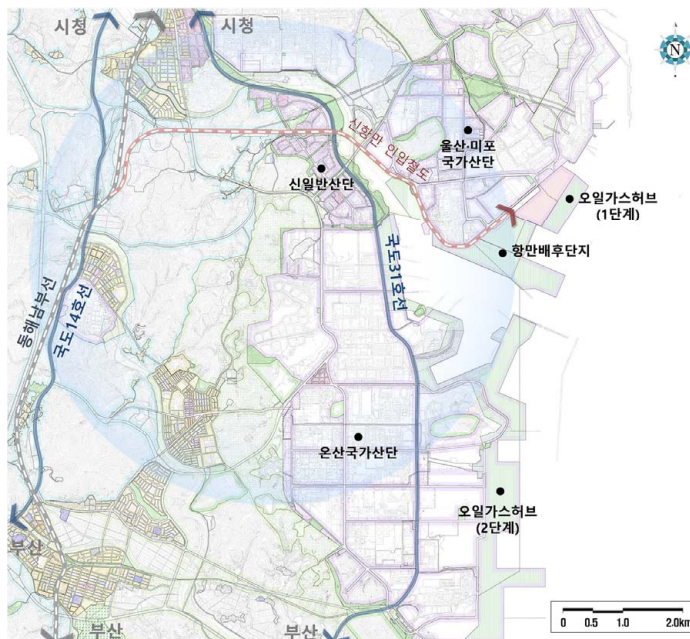 시청
시청
N
신항만 인입철도
울산·미포
국가산단
신일반산단
오일가스허브
(1단계)
항만배후단지
국도31호선
동해남부선
국도14호선
온산국가산단
오일가스허브
(2단계)
부산
부산
부산
0 0.5 1.0 2.0km